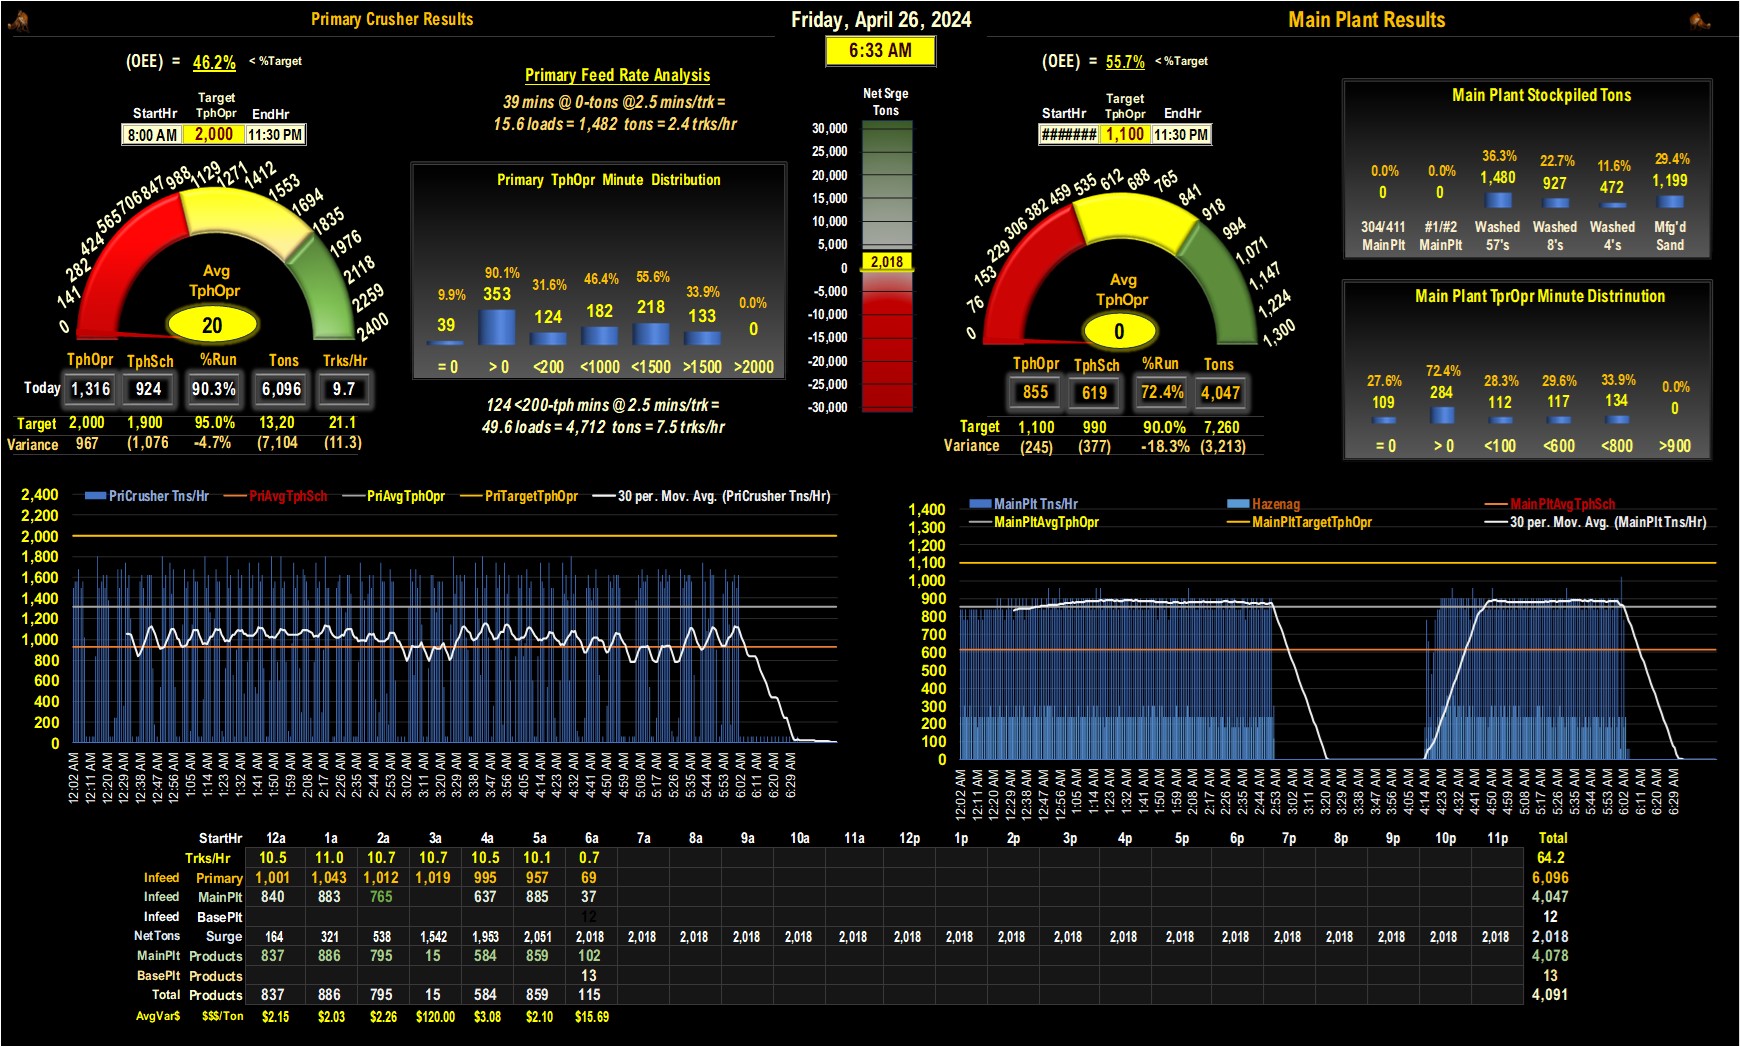 Primary Crusher Results
Friday, April 26, 2024
Main Plant Results
6:33 AM
(OEE) = 46.2% < %Target
StartHr Target TphOpr EndHr
8:00 AM 2,000 11:30 PM
0 141 282 424 565 706 847 988 1129 1271 1412 1553 1694 1835 1976 2118 2259 2400
Avg
TphOpr
20
TphOpr TphSch %Run Tons Trks/Hr
Today 1,316 924 90.3% 6,096 9.7
Target 2,000 1,900 95.0% 13,20 21.1
Variance 967 (1,076 -4.7% (7,104 (11.3)
Primary Feed Rate Analysis
39 mins @ 0-tons @2.5 mins/trk =
15.6 loads = 1,482 tons = 2.4 trks/hr
Primary TphOpr Minute Distribution
9.9% 90.1% 31.6% 46.4% 55.6% 33.9% 0.0%
39 353 124 182 218 133 0
= 0 > 0 <200 <1000 <1500 >1500 >2000
124 <200-tph mins @ 2.5 mins/trk =
49.6 loads = 4,712 tons = 7.5 trks/hr
Net Srge
Tons
30,000
25,000
20,000
15,000
10,000
5,000
0
-5,000
-10,000
-15,000
-20,000
-25,000
-30,000
2,018
(OEE) = 55.7% < %Target
StartHr Target TphOpr EndHr
####### 1,100 11:30 PM
0 76 153 229 306 382 459 535 612 688 765 841 918 994 1,071 1,147 1,224 1,300
Avg
TphOpr
0
TphOpr TphSch %Run Tons
855 619 72.4% 4,047
Target 1,100 990 90.0% 7,260
Variance (245) (377) -18.3% (3,213)
Main Plant Stockpiled Tons
0.0% 0.0% 36.3% 22.7% 11.6% 29.4%
0 0 1,480 927 472 1,199
304/411 #1/#2 Washed Washed Washed Mfg'd
MainPlt MainPlt 57's 8's 4's Sand
Main Plant TprOpr Minute Distrinution
27.6% 72.4% 28.3% 29.6% 33.9% 0.0%
109 284 112 117 134 0
= 0 > 0 <100 <600 <800 >900
PriCrusher Tns/Hr PriAvgTphSch PriAvgTphOpr PriTargetTphOpr 30 per. Mov. Avg. (PriCrusher Tns/Hr)
2,400
2,200
2,000
1,800
1,600
1,400
1,200
1,000
800
600
400
200
0
12:02 AM 12:11 AM 12:20 AM 12:29 AM 12:38 AM 12:47 AM 12:56 AM 1:05 AM 1:14 AM 1:23 AM 1:32 AM 1:41 AM 1:50 AM 1:59 AM 2:08 AM 2:17 AM 2:26 AM 2:35 AM 2:44 AM 2:53 AM 3:02 AM 3:11 AM 3:20 AM 3:29 AM 3:38 AM 3:47 AM 3:56 AM 4:05 AM 4:14 AM 4:23 AM 4:32 AM 4:41 AM 4:50 AM 4:59 AM 5:08 AM 5:17 AM 5:26 AM 5:35 AM 5:44 AM 5:53 AM 6:02 AM 6:11 AM 6:20 AM 6:29 AM
MainPlt Tns/Hr Hazenag MainPltAvgTphSch
MainPltAvgTphOpr MainPltTargetTphOpr 30 per. Mov. Avg. (MainPlt Tns/Hr)
1,400
1,300
1,200
1,100
1,000
900
800
700
600
500
400
300
200
100
0
12:02 AM 12:11 AM 12:20 AM 12:29 AM 12:38 AM 12:47 AM 12:56 AM 1:05 AM 1:14 AM 1:23 AM 1:32 AM 1:41 AM 1:50 AM 1:59 AM 2:08 AM 2:17 AM 2:26 AM 2:35 AM 2:44 AM 2:53 AM 3:02 AM 3:11 AM 3:20 AM 3:29 AM 3:38 AM 3:47 AM 3:56 AM 4:05 AM 4:14 AM 4:23 AM 4:32 AM 4:41 AM 4:50 AM 4:59 AM 5:08 AM 5:17 AM 5:26 AM 5:35 AM 5:44 AM 5:53 AM 6:02 AM 6:11 AM 6:20 AM 6:29 AM
StartHr 12a 1a 2a 3a 4a 5a 6a 7a 8a 9a 10a 11a 12p 1p 2p 3p 4p 5p 6p 7p 8p 9p 10p 11p Total
Trks/Hr 10.5 11.0 10.7 10.7 10.5 10.1 0.7 64.2
Infeed Primary 1,001 1,043 1,012 1,019 995 957 69 6,096
Infeed MainPlt 840 883 765 637 885 37 4,047
Infeed BasePlt 12 12
NetTons Surge 164 321 538 1,542 1,953 2,051 2,018 2,018 2,018 2,018 2,018 2,018 2,018 2,018 2,018 2,018 2,018 2,018 2,018 2,018 2,018 2,018 2,018 2,018 2,018
MainPlt Products 837 886 795 15 584 859 102 4,078
BasePlt Products 13 13
Total Products 837 886 795 15 584 859 115 4,091
AvgVar$ $$$/Ton $2.15 $2.03 $2.26 $120.00 $3.08 $2.10 $15.69